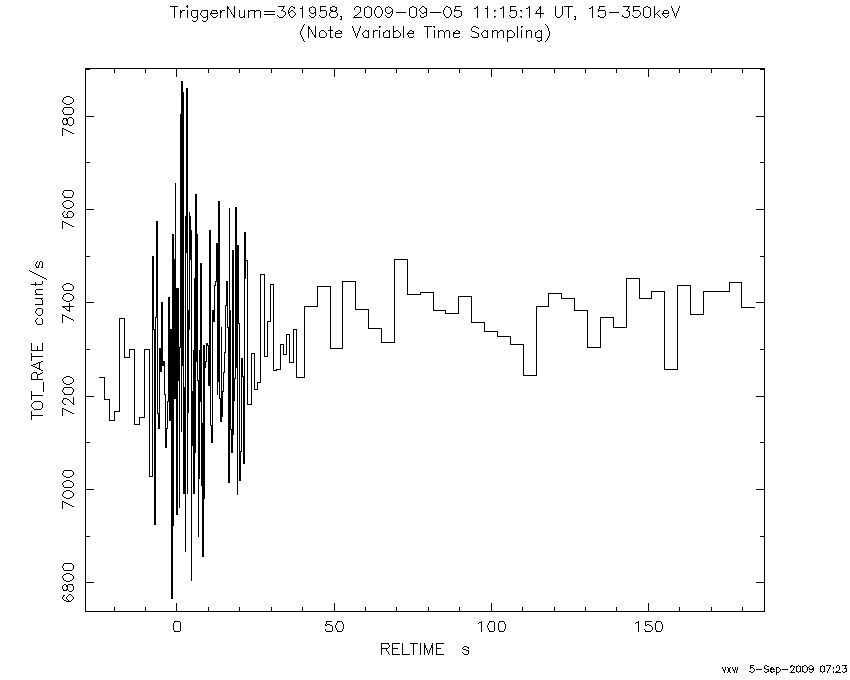 TriggerNum=361958, 2009-09-05 11:15:14 UT, 15-350keV
(Note Variable Time Sampling)
TOT_RATE count/s
7800
7600
7400
7200
7000
6800
0 50 100 150
RELTIME s
vxw 5-Sep-2009 07:23